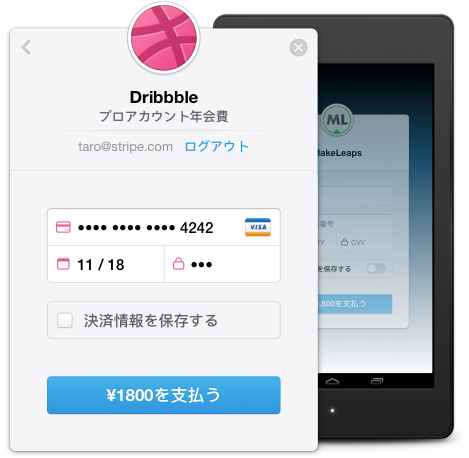 Dribbble
プロアカウント年会費
taro@stripe.com ログアウト
•••• •••• •••• 4242 VISA
11 / 18 •••
決済情報を保存する
¥1800を支払う
ML
MakeLeaps
番号
YY CVV
を保存する
1,800を支払う